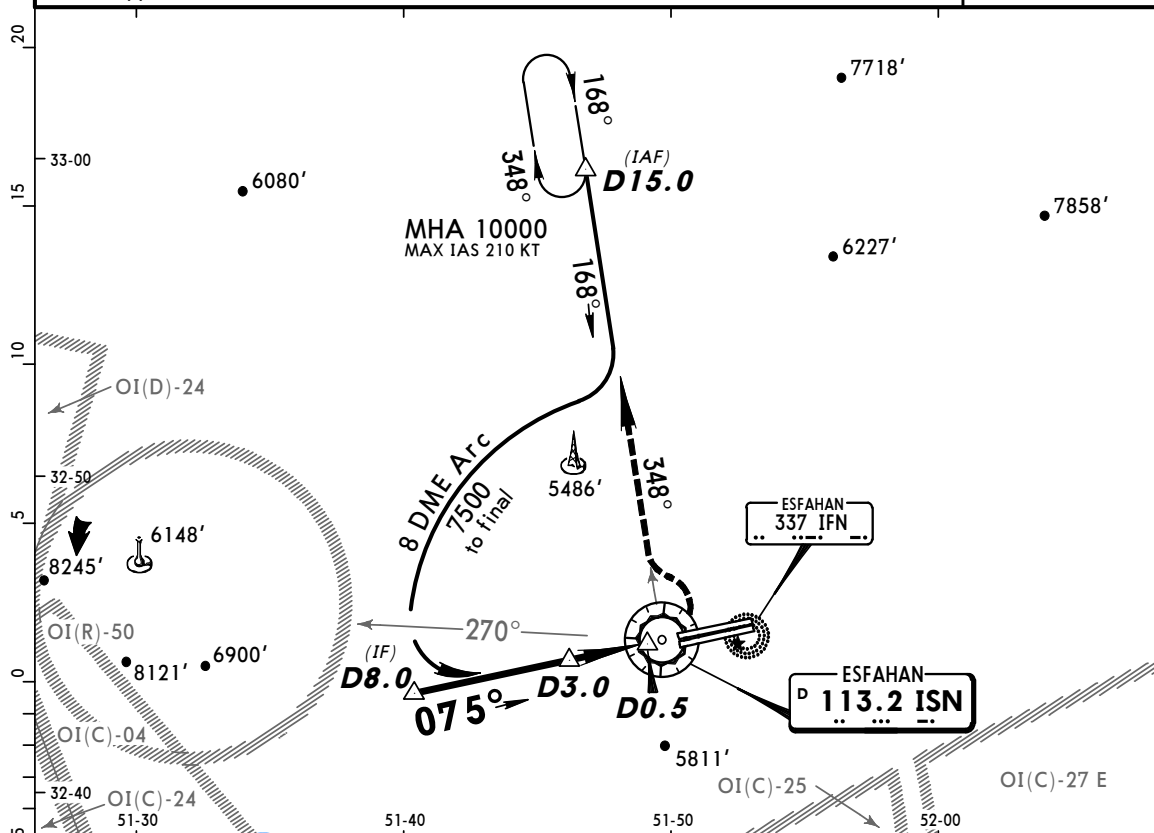 20
7718'
168°
33-00
(IAF)
D15.0
348°
6080'
15
7858'
MHA 10000
MAX IAS 210 KT
6227'
168°
10
OI(D)-24
8 DME Arc
7500
to final
32-50
5486'
348°
ESFAHAN
337 IFN
5
6148'
8245'
OI(R)-50
270°
8121'
6900'
(IF)
D8.0
0
D3.0
ESFAHAN
D 113.2 ISN
075°
D0.5
OI(C)-04
5811'
OI(C)-25
OI(C)-27 E
32-40
OI(C)-24
51-30
51-40
51-50
52-00